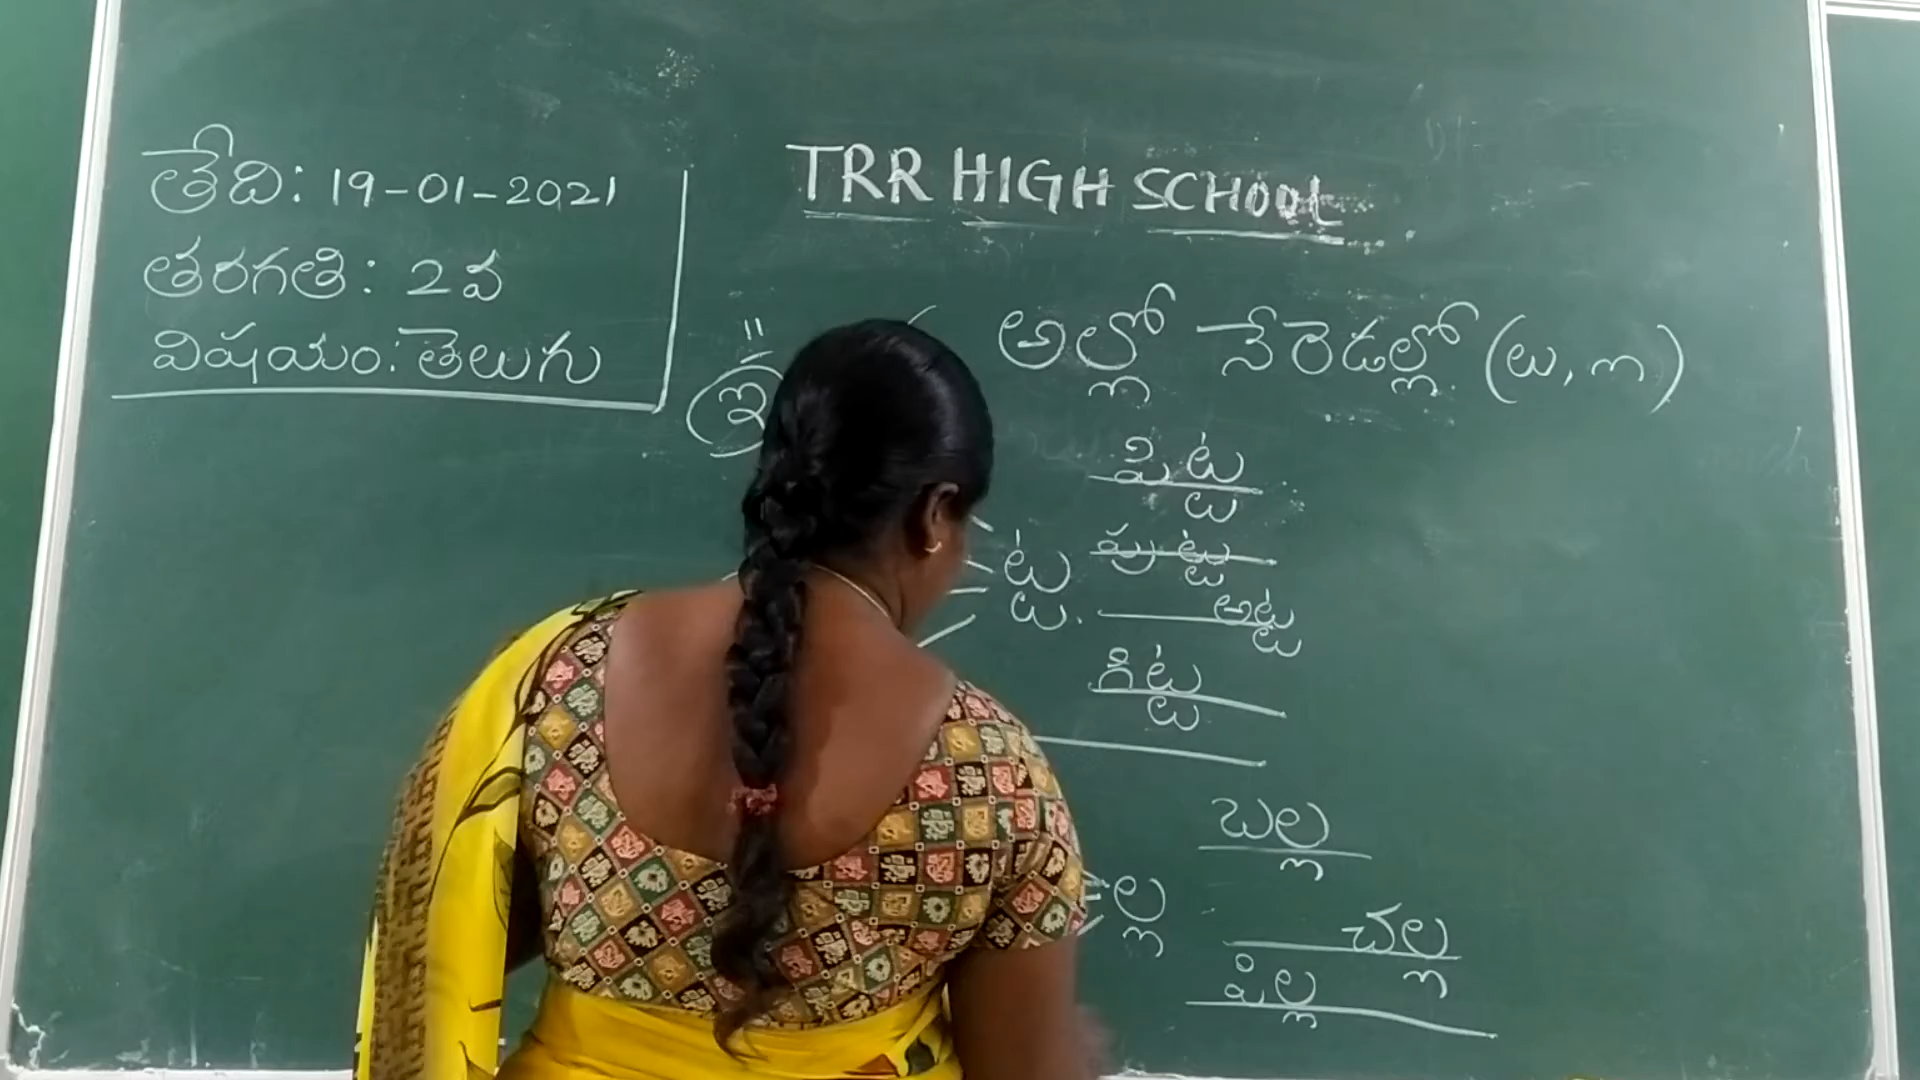 తేది: 19-01-2021
తరగతి: 2వ
విషయం: తెలుగు
TRR HIGH SCHOOL
అల్లో నేరెడల్లో (ట, ల)
పిట్ట
పుట్ట
ట్ట.
అట్ట
గిట్ట
బల్ల
ల్ల
చల్ల
పిల్ల